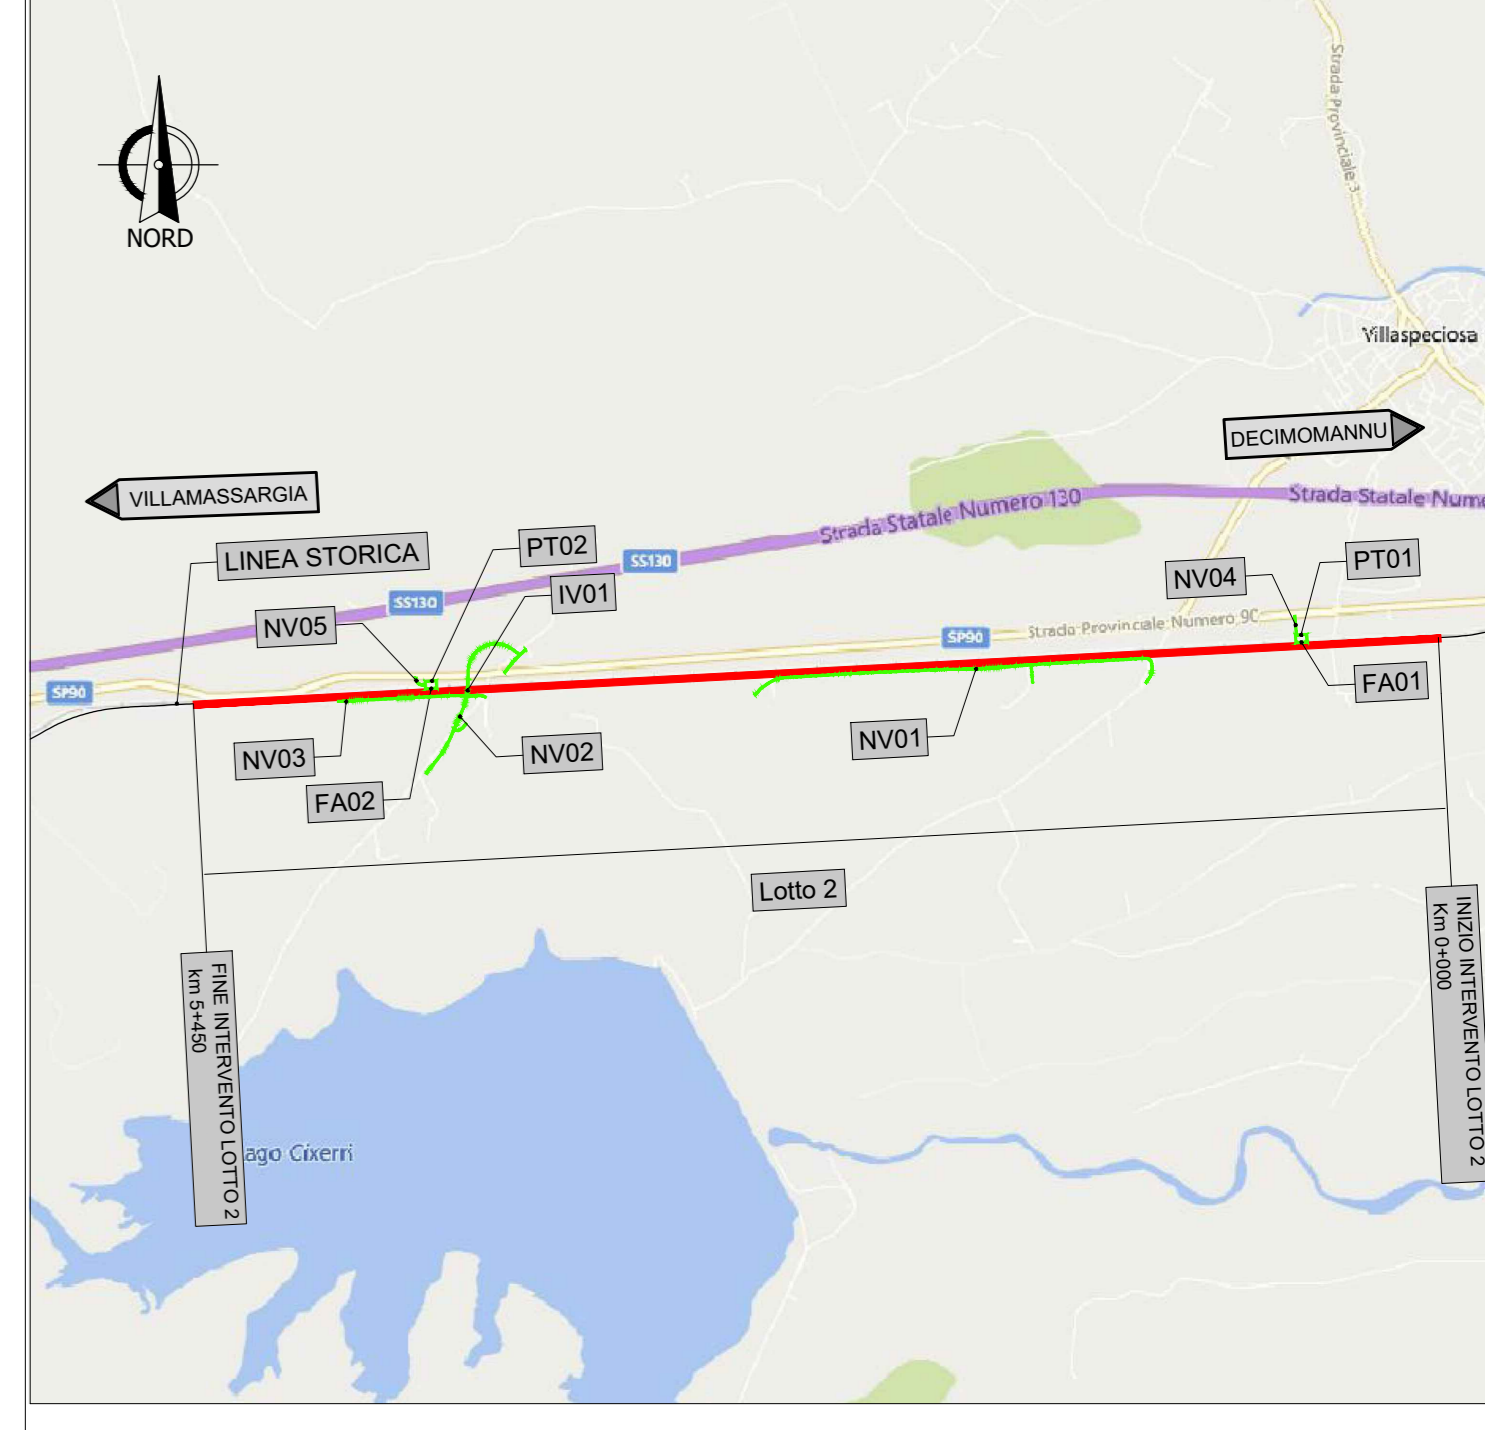 NORD
Strada Provinciale 3
Villaspeciosa
DECIMOMANNU
VILLAMASSARGIA
Strada Statale Numero 130
Strada Statale Nume
LINEA STORICA
PT02
SS130
SS130
IV01
NV05
NV04
PT01
SP90
Strada Provinciale Numero 90
SP90
FA01
NV03
NV02
NV01
FA02
Lotto 2
FINE INTERVENTO LOTTO 2
km 5+450
INIZIO INTERVENTO LOTTO 2
Km 0+000
ago Cixerri